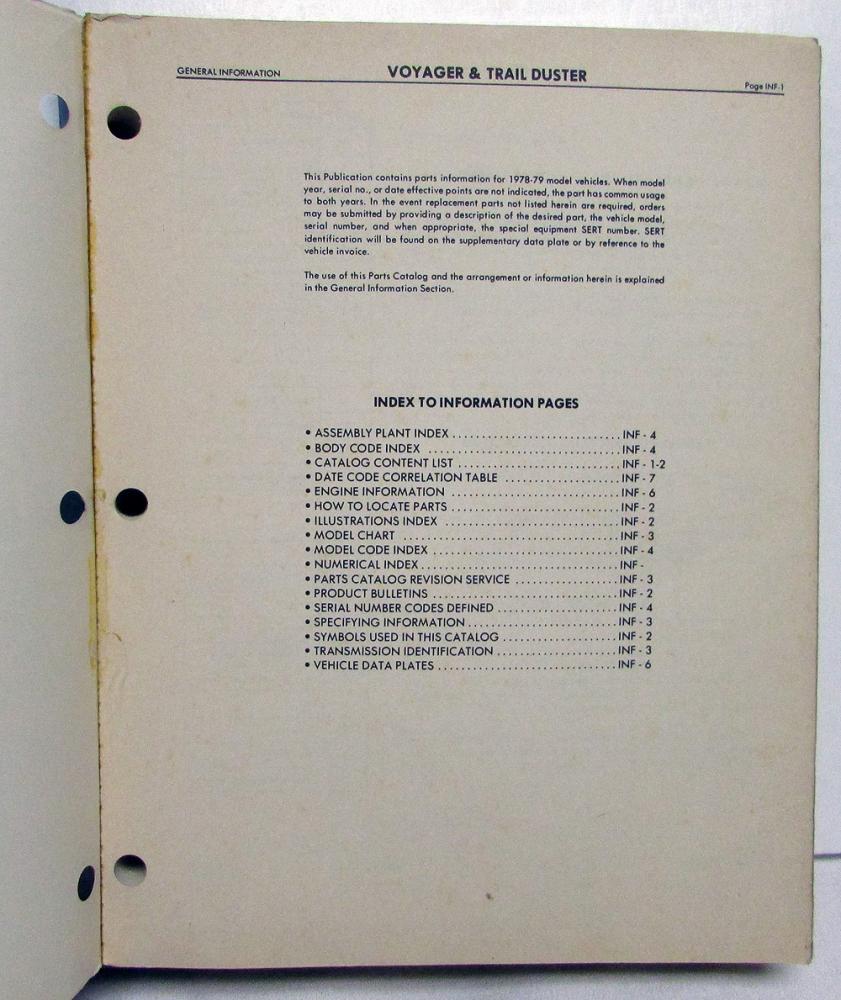 GENERAL INFORMATION
VOYAGER & TRAIL DUSTER
Page INF-1
This Publication contains parts information for 1978-79 model vehicles. When model
year, serial no., or date effective points are not indicated, the part has common usage
to both years. In the event replacement parts not listed herein are required, orders
may be submitted by providing a description of the desired part, the vehicle model,
serial number, and when appropriate, the special equipment SERT number. SERT
identification will be found on the supplementary data plate or by reference to the
vehicle invoice.
The use of this Parts Catalog and the arrangement or information herein is explained
in the General Information Section.
INDEX TO INFORMATION PAGES
• ASSEMBLY PLANT INDEX ............................ INF - 4
• BODY CODE INDEX ................................ INF - 4
• CATALOG CONTENT LIST ........................... INF - 1-2
• DATE CODE CORRELATION TABLE .................... INF - 7
• ENGINE INFORMATION ............................ INF - 6
• HOW TO LOCATE PARTS ............................ INF - 2
• ILLUSTRATIONS INDEX ............................. INF - 2
• MODEL CHART .................................... INF - 3
• MODEL CODE INDEX ............................... INF - 4
• NUMERICAL INDEX ................................. INF -
• PARTS CATALOG REVISION SERVICE .................. INF - 3
• PRODUCT BULLETINS ............................... INF - 2
• SERIAL NUMBER CODES DEFINED .................... INF - 4
• SPECIFYING INFORMATION ......................... INF - 3
• SYMBOLS USED IN THIS CATALOG ................... INF - 2
• TRANSMISSION IDENTIFICATION .................... INF - 3
• VEHICLE DATA PLATES .............................. INF - 6